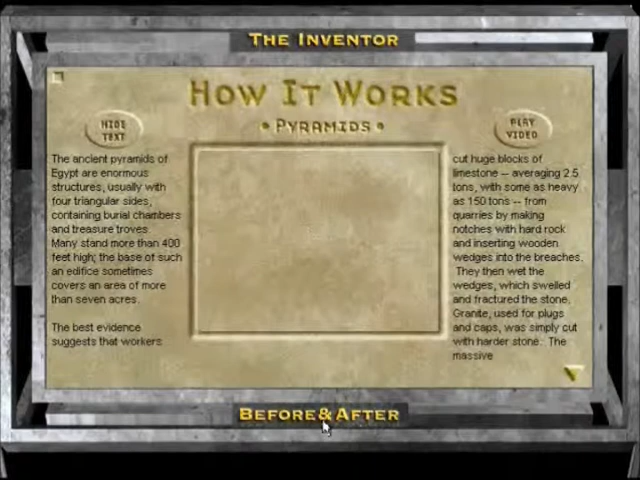 THE INVENTOR
HOW IT WORKS
• PYRAMIDS •
HIDE
TEXT
PLAY
VIDEO
The ancient pyramids of
Egypt are enormous
structures, usually with
four triangular sides,
containing burial chambers
and treasure troves.
Many stand more than 400
feet high; the base of such
an edifice sometimes
covers an area of more
than seven acres.
The best evidence
suggests that workers
cut huge blocks of
limestone -- averaging 2.5
tons, with some as heavy
as 150 tons -- from
quarries by making
notches with hard rock
and inserting wooden
wedges into the breaches.
They then wet the
wedges, which swelled
and fractured the stone.
Granite, used for plugs
and caps, was simply cut
with harder stone. The
massive
BEFORE&AFTER